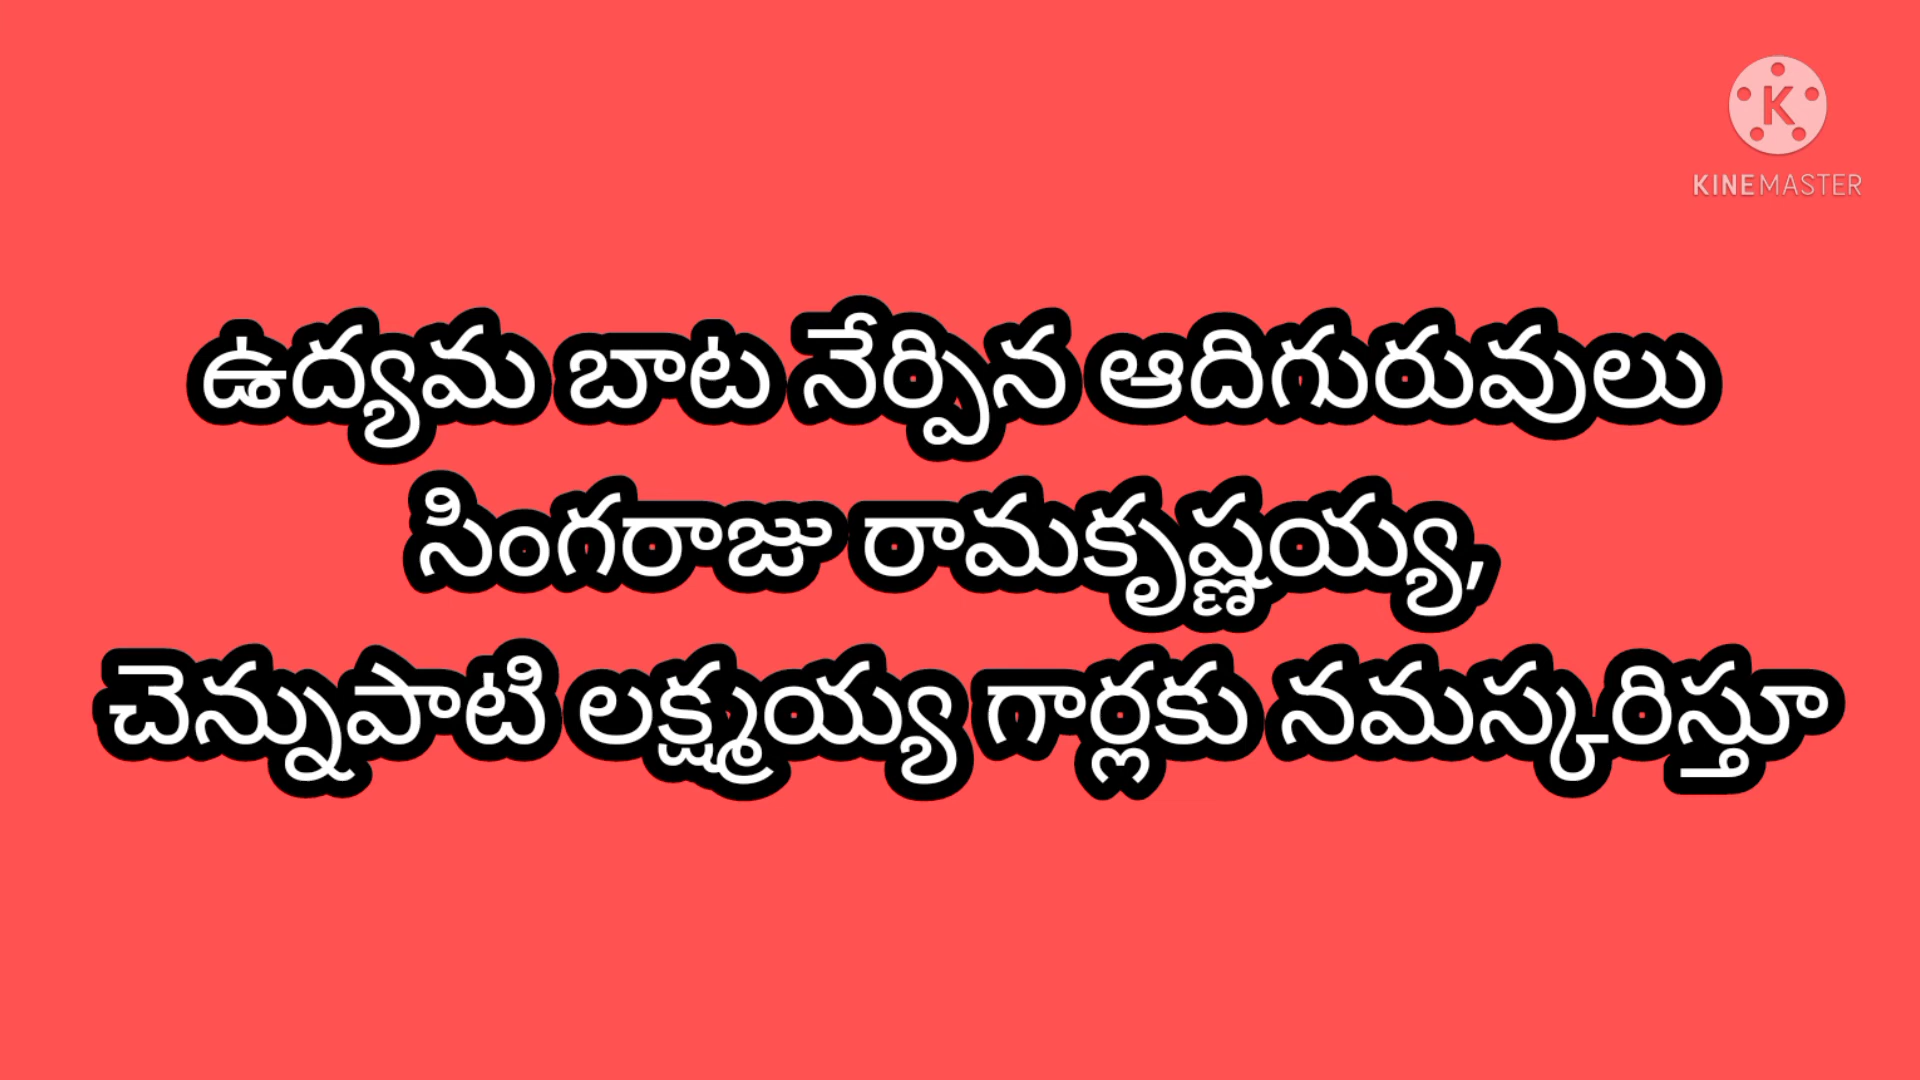 KINEMASTER
ఉద్యమ బాట నేర్పిన ఆదిగురువులు
సింగరాజు రామకృష్ణయ్య,
చెన్నుపాటి లక్ష్మయ్య గార్లకు నమస్కరిస్తూ